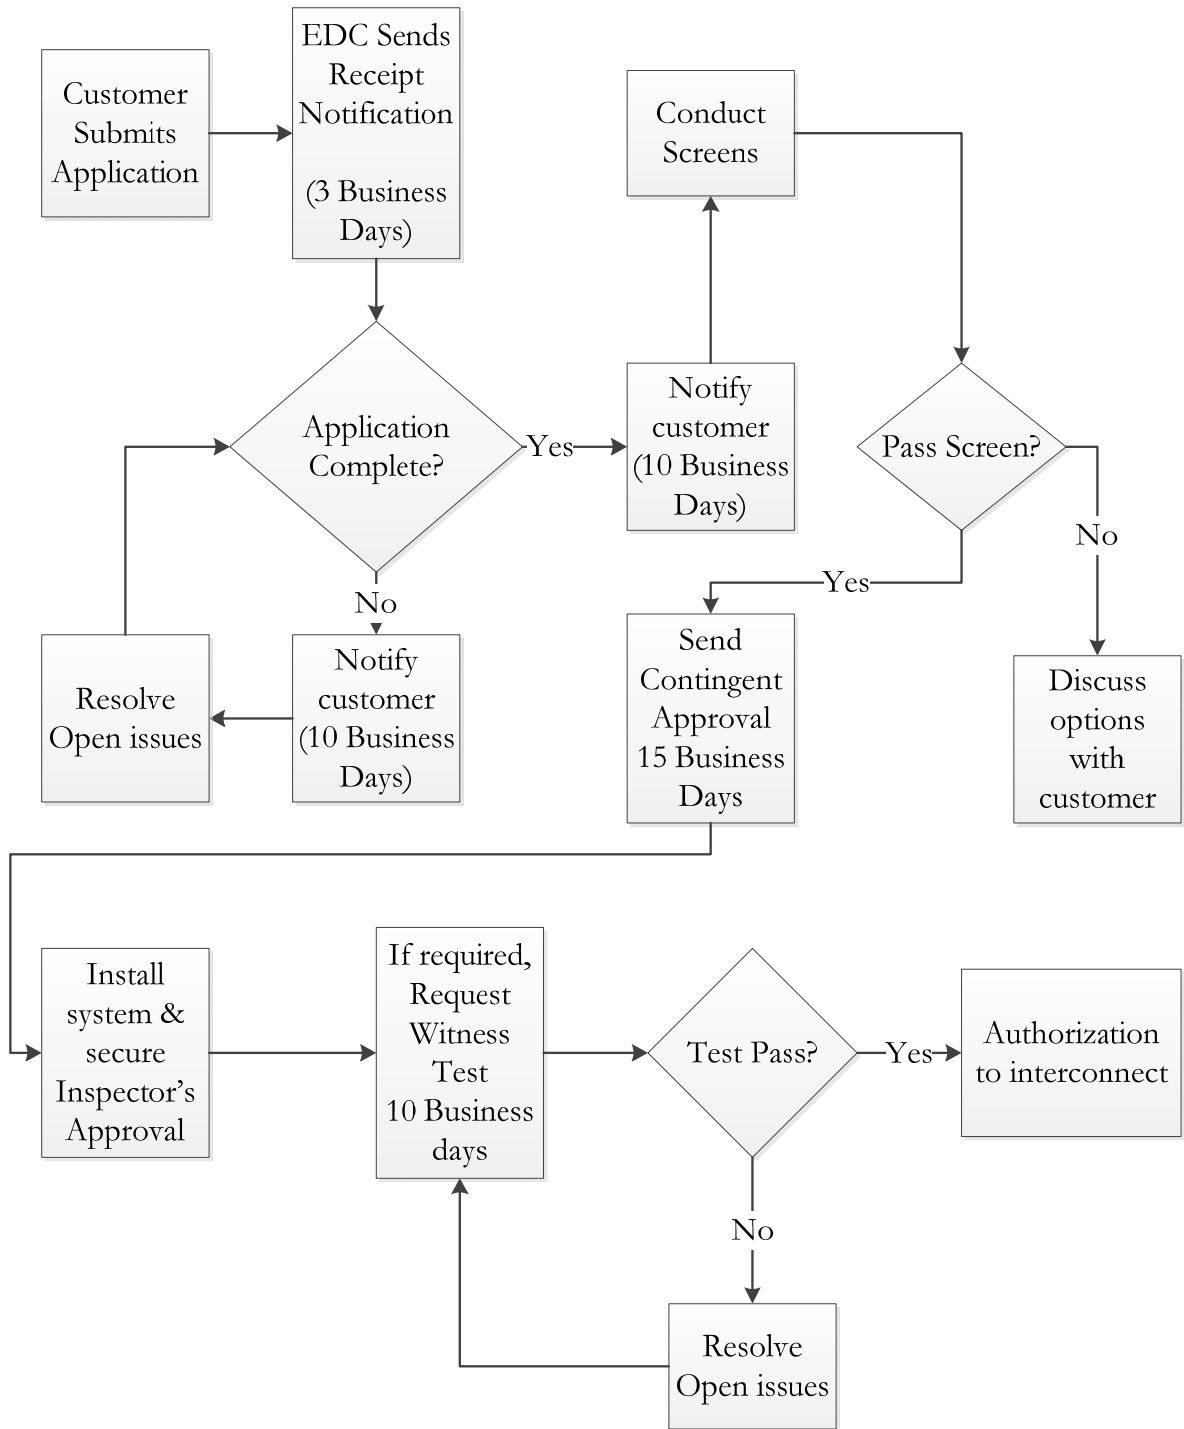 Customer
Submits
Application
EDC Sends
Receipt
Notification
(3 Business
Days)
Conduct
Screens
Application
Complete?
Yes
Notify
customer
(10 Business
Days)
Pass Screen?
No
Yes
No
Resolve
Open issues
Notify
customer
(10 Business
Days)
Send
Contingent
Approval
15 Business
Days
Discuss
options
with
customer
Install
system &
secure
Inspector’s
Approval
If required,
Request
Witness
Test
10 Business
days
Test Pass?
Yes
Authorization
to interconnect
No
Resolve
Open issues